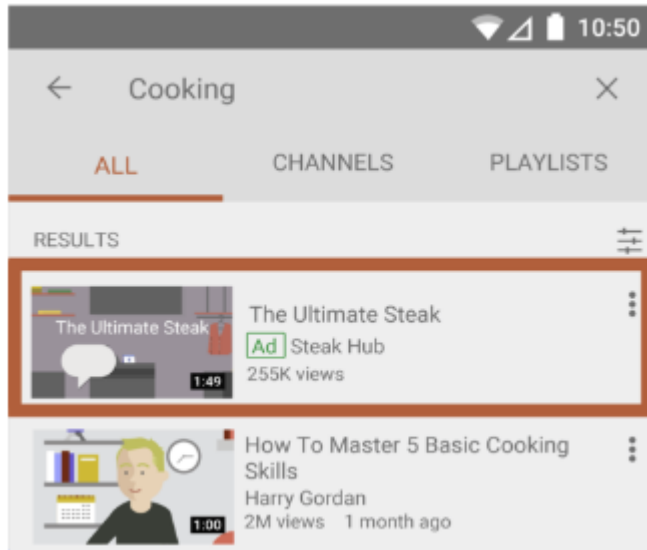 10:50
Cooking
ALL CHANNELS PLAYLISTS
RESULTS
The Ultimate Steak
1:49
The Ultimate Steak
Ad Steak Hub
255K views
1:00
How To Master 5 Basic Cooking
Skills
Harry Gordan
2M views 1 month ago